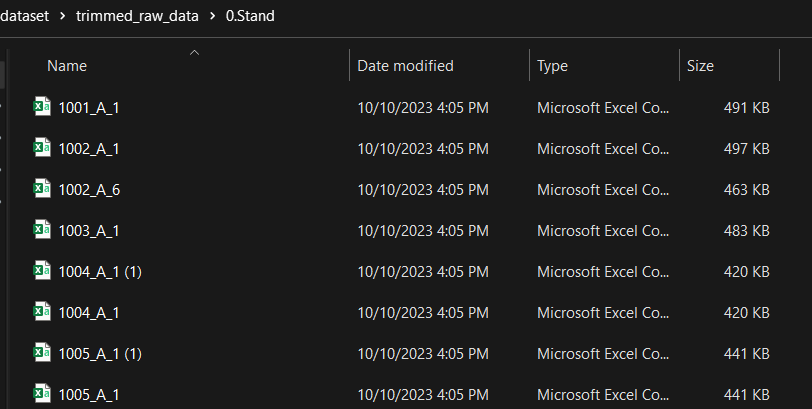 dataset > trimmed_raw_data > 0.Stand
Name Date modified Type Size
1001_A_1 10/10/2023 4:05 PM Microsoft Excel Co... 491 KB
1002_A_1 10/10/2023 4:05 PM Microsoft Excel Co... 497 KB
1002_A_6 10/10/2023 4:05 PM Microsoft Excel Co... 463 KB
1003_A_1 10/10/2023 4:05 PM Microsoft Excel Co... 483 KB
1004_A_1 (1) 10/10/2023 4:05 PM Microsoft Excel Co... 420 KB
1004_A_1 10/10/2023 4:05 PM Microsoft Excel Co... 420 KB
1005_A_1 (1) 10/10/2023 4:05 PM Microsoft Excel Co... 441 KB
1005_A_1 10/10/2023 4:05 PM Microsoft Excel Co... 441 KB